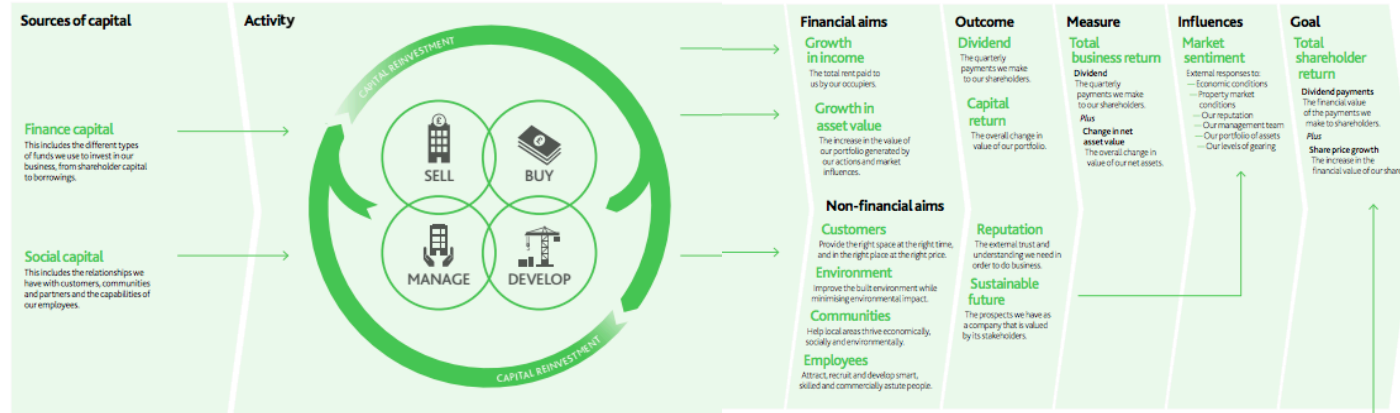 Sources of capital
Finance capital
This includes the different types
of funds we use to invest in our
business, from shareholder capital
to borrowings.
Social capital
This includes the relationships we
have with customers, communities
and partners and the capabilities of
our employees.
Activity
CAPITAL REINVESTMENT
£
SELL
£
BUY
MANAGE
DEVELOP
CAPITAL REINVESTMENT
Financial aims
Growth
in income
The total rent paid to
us by our occupiers.
Growth in
asset value
The increase in the value of
our portfolio generated by
our actions and market
influences.
Non-financial aims
Customers
Provide the right space at the right time,
and in the right place at the right price.
Environment
Improve the built environment while
minimising environmental impact.
Communities
Help local areas thrive economically,
socially and environmentally.
Employees
Attract, recruit and develop smart,
skilled and commercially astute people.
Outcome
Dividend
The quarterly
payments we make
to our shareholders.
Capital
return
The overall change in
value of our portfolio.
Reputation
The external trust and
understanding we need in
order to do business.
Sustainable
future
The prospects we have as
a company that is valued
by its stakeholders.
Measure
Total
business return
Dividend
The quarterly
payments we make
to our shareholders.
Plus
Change in net
asset value
The overall change in
value of our net assets.
Influences
Market
sentiment
External responses to:
— Economic conditions
— Property market
conditions
— Our reputation
— Our management team
— Our portfolio of assets
— Our levels of gearing
Goal
Total
shareholder
return
Dividend payments
The financial value
of the payments we
make to shareholders.
Plus
Share price growth
The increase in the
financial value of our share